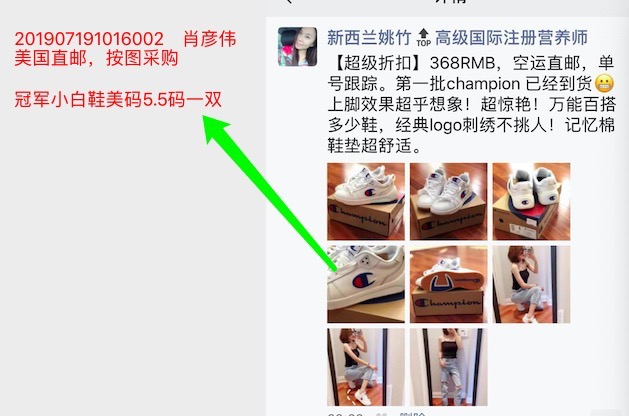 详情
201907191016002 肖彦伟
美国直邮，按图采购
冠军小白鞋美码5.5码一双
新西兰姚竹🔝高级国际注册营养师
【超级折扣】368RMB，空运直邮，单
号跟踪。第一批champion 已经到货😬
上脚效果超乎想象！超惊艳！万能百搭
多少鞋，经典logo刺绣不挑人！记忆棉
鞋垫超舒适。
Champion
Champion
Champion
删除